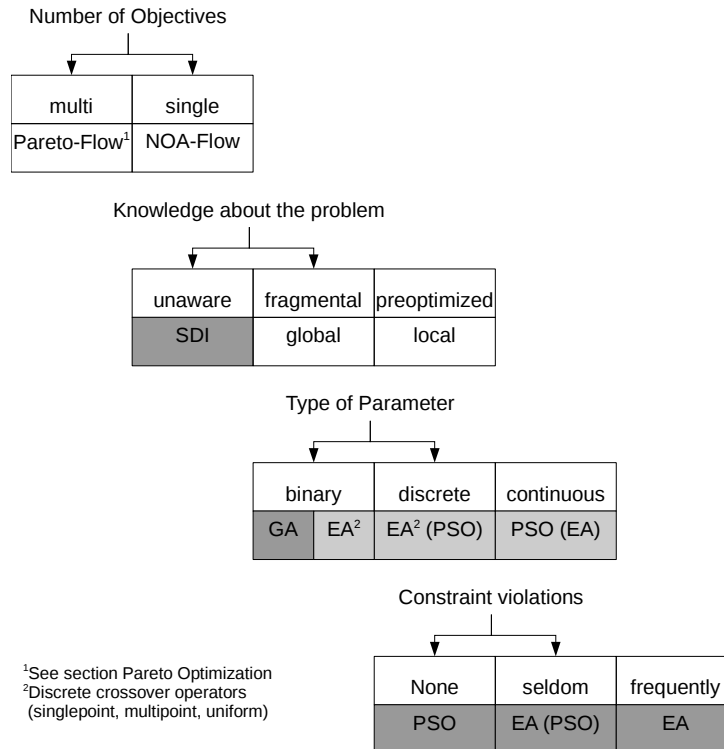 Number of Objectives
multi single
Pareto-Flow¹ NOA-Flow
Knowledge about the problem
unaware fragmental preoptimized
SDI global local
Type of Parameter
binary discrete continuous
GA EA² EA² (PSO) PSO (EA)
Constraint violations
None seldom frequently
PSO EA (PSO) EA
¹See section Pareto Optimization
²Discrete crossover operators
(singlepoint, multipoint, uniform)